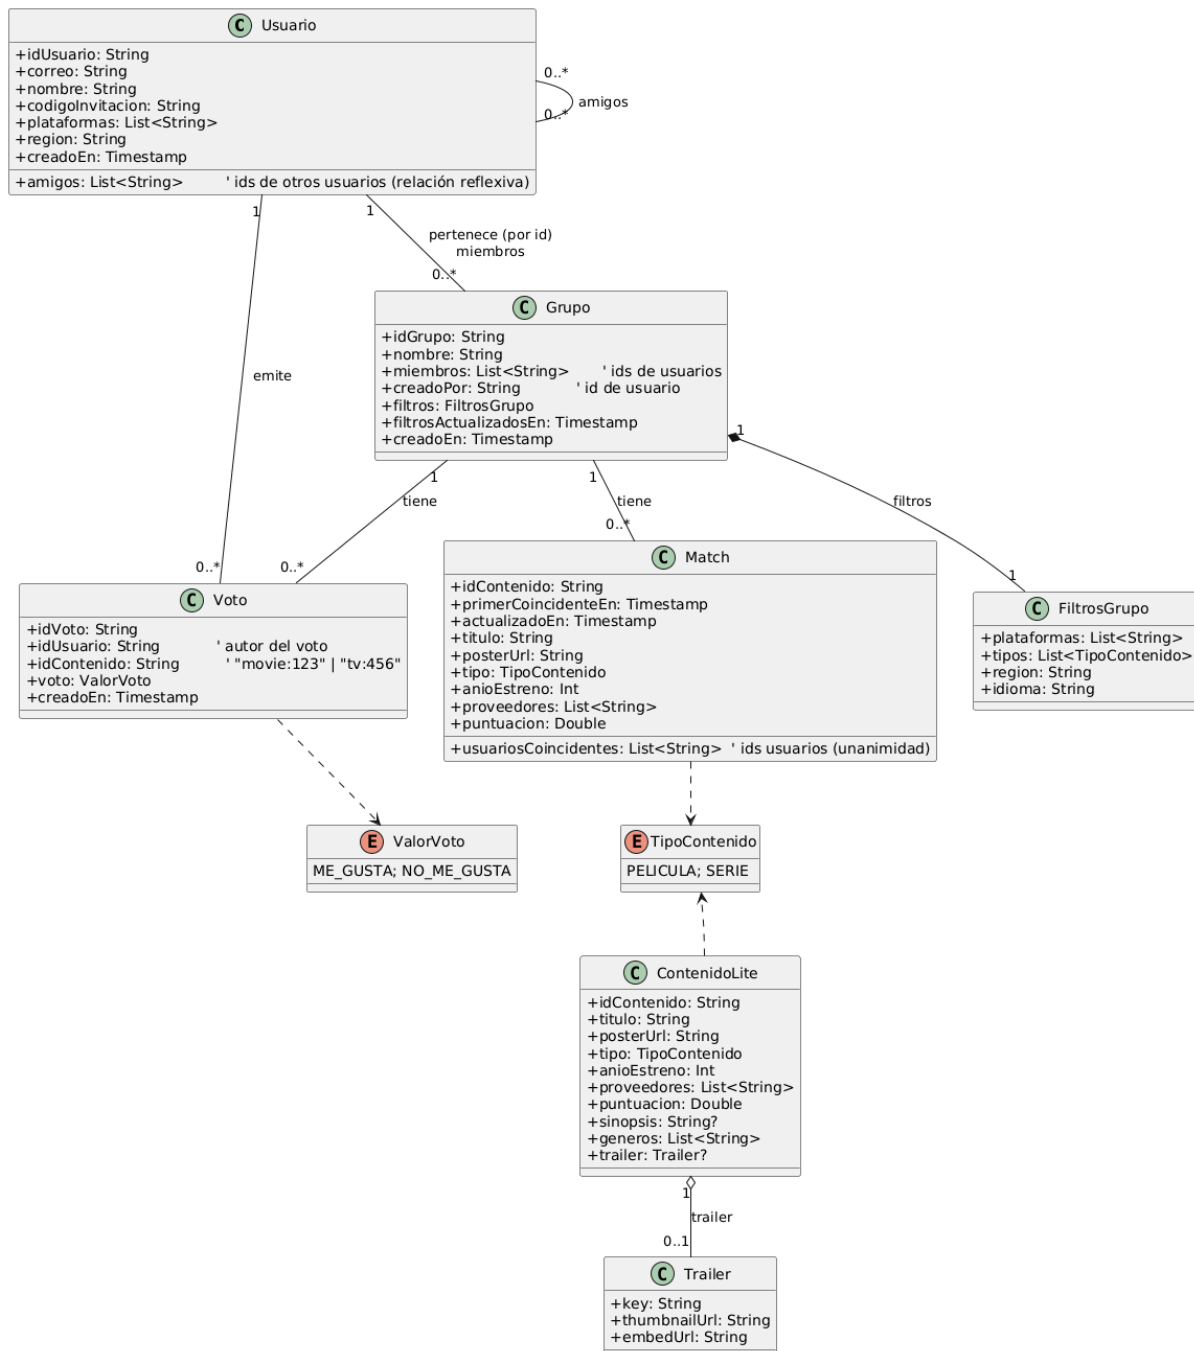 C Usuario
+idUsuario: String
+correo: String
+nombre: String
+codigoInvitacion: String
+plataformas: List<String>
+region: String
+creadoEn: Timestamp
+amigos: List<String> ' ids de otros usuarios (relación reflexiva)
0..*
amigos
0..*
1
1
pertenece (por id)
miembros
0..*
emite
C Grupo
+idGrupo: String
+nombre: String
+miembros: List<String> ' ids de usuarios
+creadoPor: String ' id de usuario
+filtros: FiltrosGrupo
+filtrosActualizadosEn: Timestamp
+creadoEn: Timestamp
1
1
1
tiene
tiene
filtros
0..*
0..*
0..*
1
C Voto
+idVoto: String
+idUsuario: String ' autor del voto
+idContenido: String ' "movie:123" | "tv:456"
+voto: ValorVoto
+creadoEn: Timestamp
C Match
+idContenido: String
+primerCoincidenteEn: Timestamp
+actualizadoEn: Timestamp
+titulo: String
+posterUrl: String
+tipo: TipoContenido
+anioEstreno: Int
+proveedores: List<String>
+puntuacion: Double
+usuariosCoincidentes: List<String> ' ids usuarios (unanimidad)
C FiltrosGrupo
+plataformas: List<String>
+tipos: List<TipoContenido>
+region: String
+idioma: String
E ValorVoto
ME_GUSTA; NO_ME_GUSTA
E TipoContenido
PELICULA; SERIE
C ContenidoLite
+idContenido: String
+titulo: String
+posterUrl: String
+tipo: TipoContenido
+anioEstreno: Int
+proveedores: List<String>
+puntuacion: Double
+sinopsis: String?
+generos: List<String>
+trailer: Trailer?
1
trailer
0..1
C Trailer
+key: String
+thumbnailUrl: String
+embedUrl: String